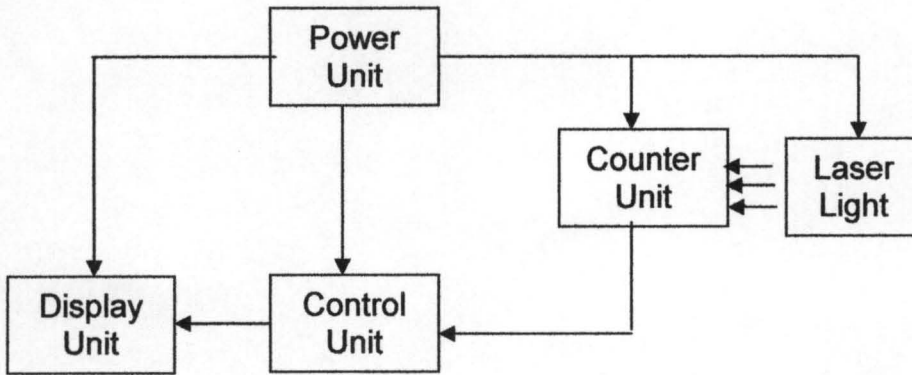 Power
Unit
Counter
Unit
Laser
Light
Display
Unit
Control
Unit